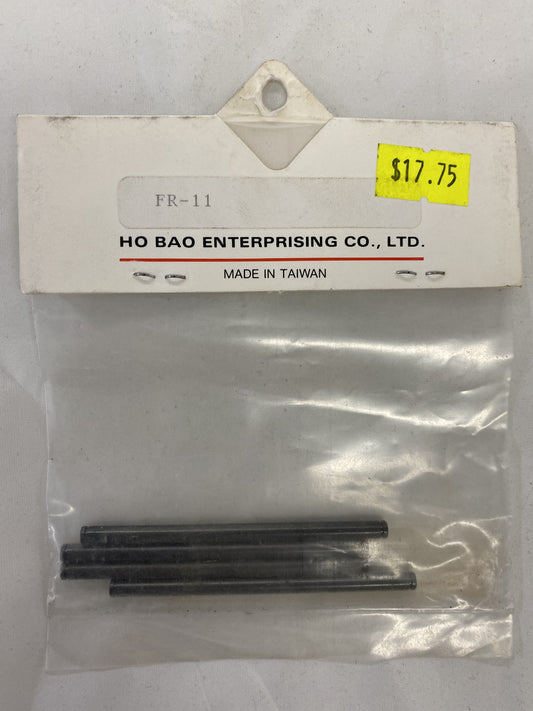 $17.75
FR-11
HO BAO ENTERPRISING CO., LTD.
MADE IN TAIWAN